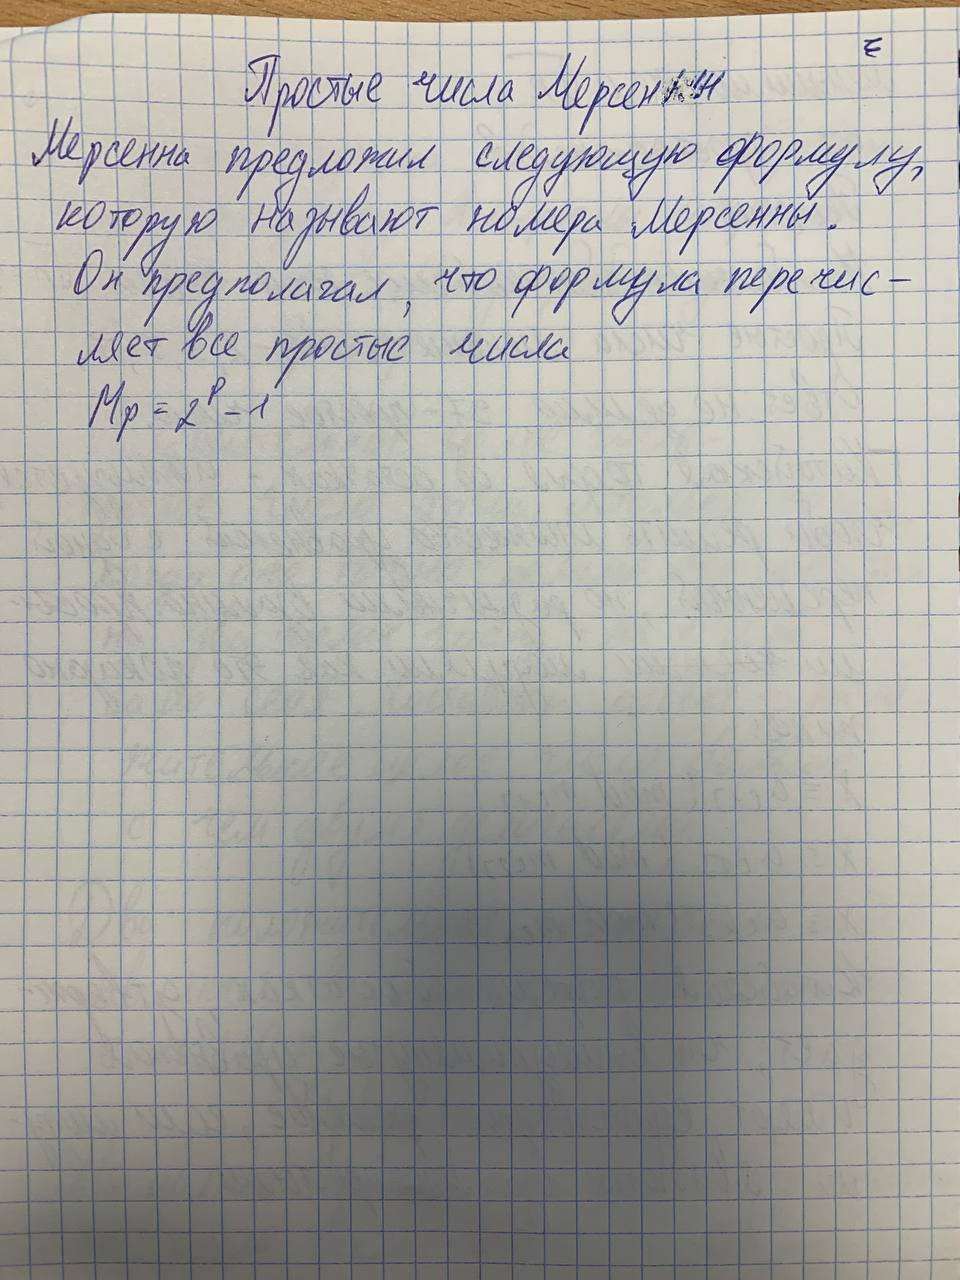 Простые числа Мерсенн
Мерсенна предложил следующую формулу,
которую называют номера Мерсенны.
Он предполагал, что формула перечис-
ляет все простые числа
Mp = 2^p - 1